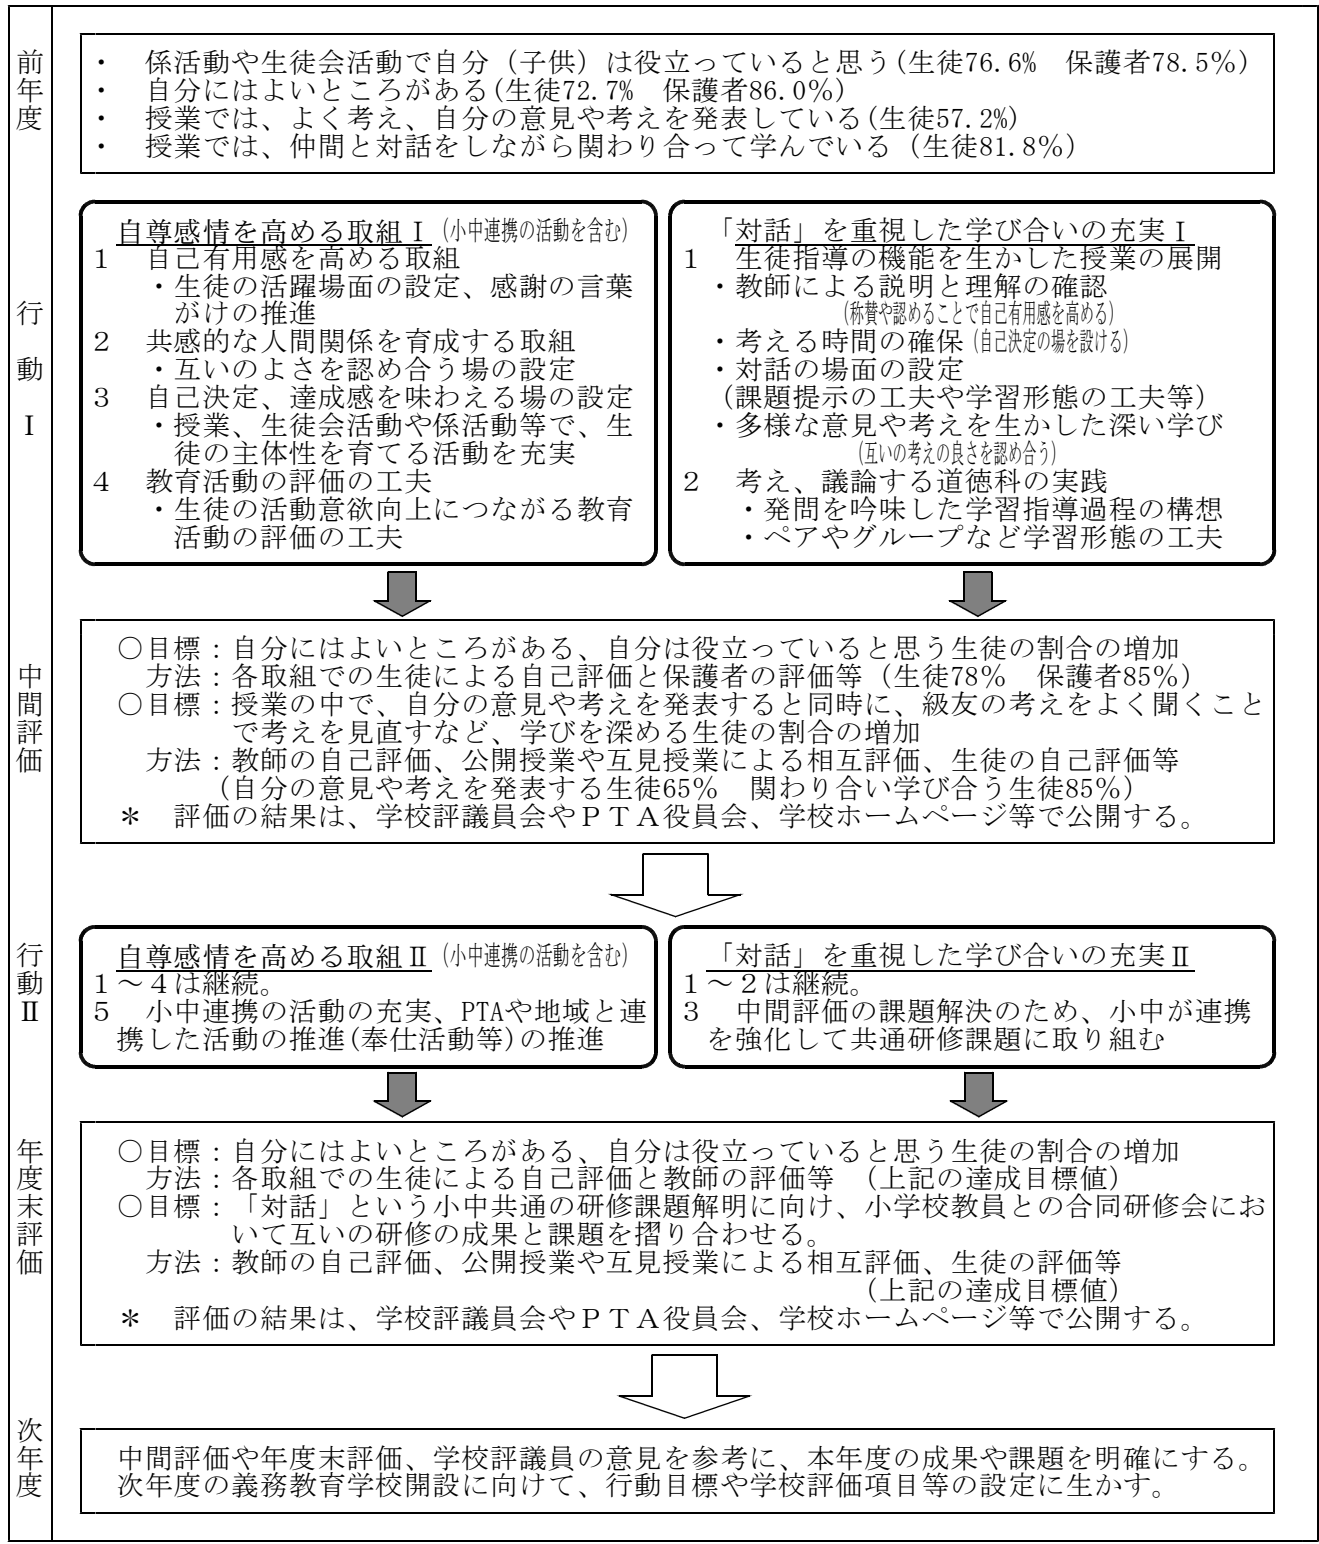 前年度
・　係活動や生徒会活動で自分（子供）は役立っていると思う(生徒76.6%　保護者78.5％)
・　自分にはよいところがある(生徒72.7%　保護者86.0％)
・　授業では、よく考え、自分の意見や考えを発表している(生徒57.2%)
・　授業では、仲間と対話をしながら関わり合って学んでいる（生徒81.8％）
行動Ⅰ
自尊感情を高める取組Ⅰ（小中連携の活動を含む）
１　自己有用感を高める取組
・生徒の活躍場面の設定、感謝の言葉
がけの推進
２　共感的な人間関係を育成する取組
・互いのよさを認め合う場の設定
３　自己決定、達成感を味わえる場の設定
・授業、生徒会活動や係活動等で、生
徒の主体性を育てる活動を充実
４　教育活動の評価の工夫
・生徒の活動意欲向上につながる教育
活動の評価の工夫
「対話」を重視した学び合いの充実Ⅰ
１　生徒指導の機能を生かした授業の展開
・教師による説明と理解の確認
（称賛や認めることで自己有用感を高める）
・考える時間の確保（自己決定の場を設ける）
・対話の場面の設定
（課題提示の工夫や学習形態の工夫等）
・多様な意見や考えを生かした深い学び
（互いの考えの良さを認め合う）
２　考え、議論する道徳科の実践
・発問を吟味した学習指導過程の構想
・ペアやグループなど学習形態の工夫
中間評価
○目標：自分にはよいところがある、自分は役立っていると思う生徒の割合の増加
方法：各取組での生徒による自己評価と保護者の評価等（生徒78％　保護者85％）
○目標：授業の中で、自分の意見や考えを発表すると同時に、級友の考えをよく聞くこと
で考えを見直すなど、学びを深める生徒の割合の増加
方法：教師の自己評価、公開授業や互見授業による相互評価、生徒の自己評価等
（自分の意見や考えを発表する生徒65％　関わり合い学び合う生徒85％）
＊　評価の結果は、学校評議員会やＰＴＡ役員会、学校ホームページ等で公開する。
行動Ⅱ
自尊感情を高める取組Ⅱ（小中連携の活動を含む）
１～４は継続。
５　小中連携の活動の充実、PTAや地域と連
携した活動の推進(奉仕活動等)の推進
「対話」を重視した学び合いの充実Ⅱ
１～２は継続。
３　中間評価の課題解決のため、小中が連携
を強化して共通研修課題に取り組む
年度末評価
○目標：自分にはよいところがある、自分は役立っていると思う生徒の割合の増加
方法：各取組での生徒による自己評価と教師の評価等　（上記の達成目標値）
○目標：「対話」という小中共通の研修課題解明に向け、小学校教員との合同研修会にお
いて互いの研修の成果と課題を摺り合わせる。
方法：教師の自己評価、公開授業や互見授業による相互評価、生徒の評価等
（上記の達成目標値）
＊　評価の結果は、学校評議員会やＰＴＡ役員会、学校ホームページ等で公開する。
次年度
中間評価や年度末評価、学校評議員の意見を参考に、本年度の成果や課題を明確にする。
次年度の義務教育学校開設に向けて、行動目標や学校評価項目等の設定に生かす。